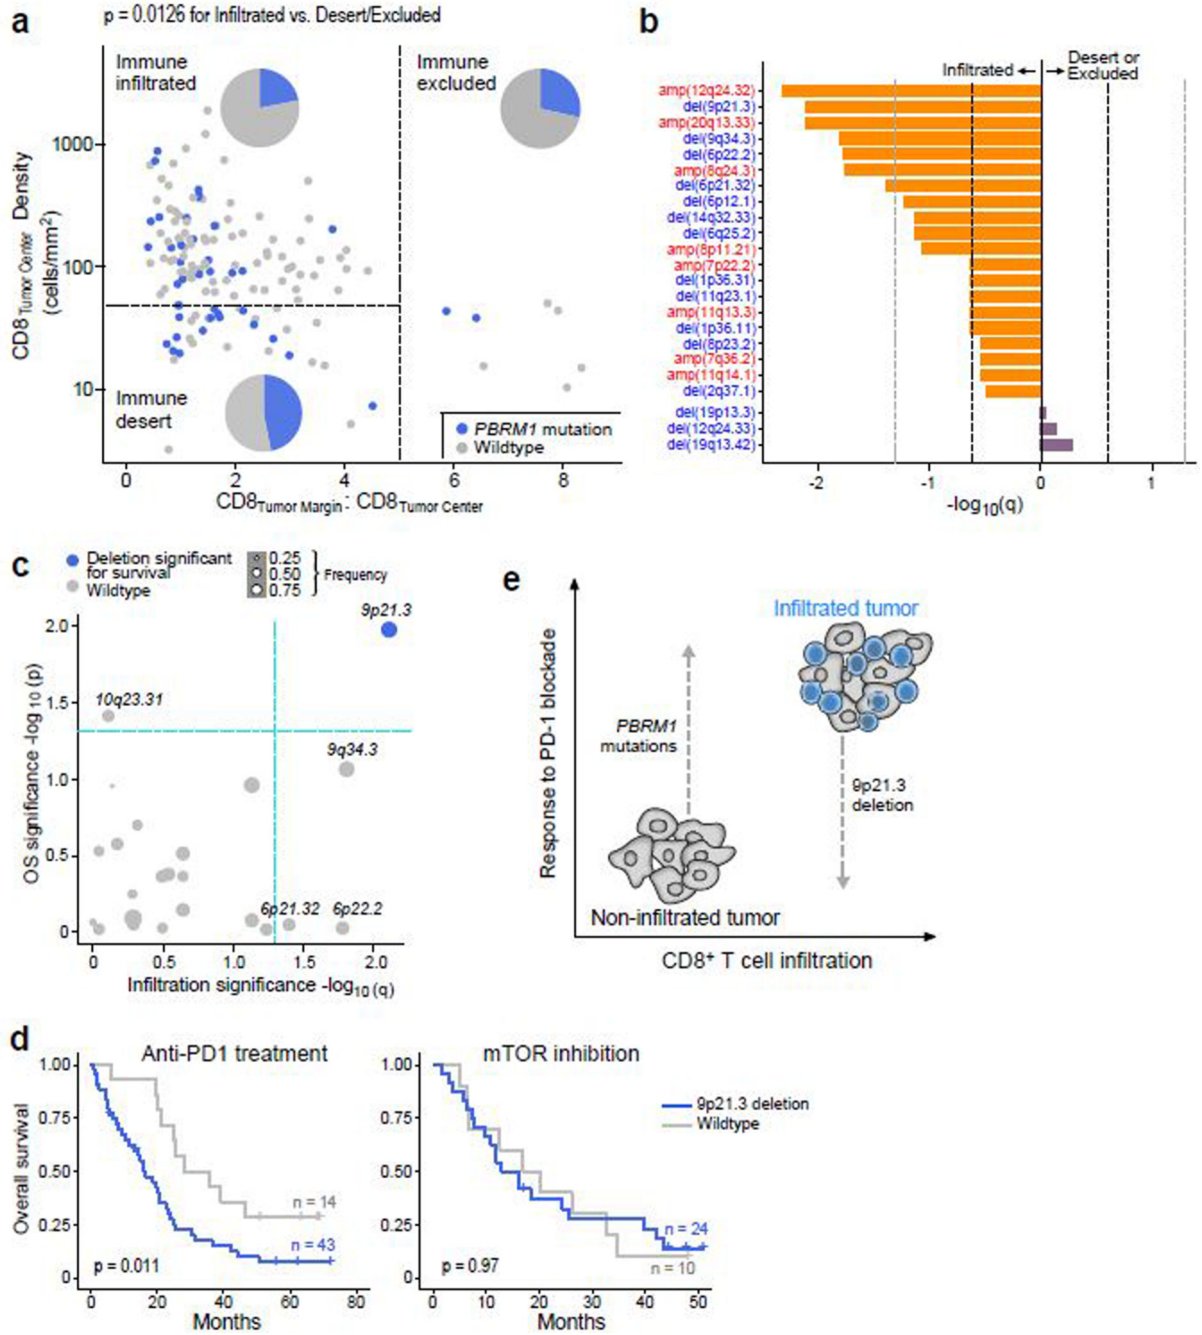 a
p = 0.0126 for Infiltrated vs. Desert/Excluded
Immune
infiltrated
Immune
excluded
Immune
desert
CD8Tumor Center Density
(cells/mm2)
1000
100
10
PBRM1 mutation
Wildtype
0 2 4 6 8
CD8Tumor Margin: CD8Tumor Center
b
Infiltrated
Desert or
Excluded
amp(12q24.32)
del(9p21.3)
amp(20q13.33)
del(9q34.3)
del(6p22.2)
amp(8q24.3)
del(6p21.32)
del(6p12.1)
del(14q32.33)
del(6q25.2)
amp(8p11.21)
amp(7p22.2)
del(1p36.31)
del(11q23.1)
amp(11q13.3)
del(1p36.11)
del(8p23.2)
amp(7q36.2)
amp(11q14.1)
del(2q37.1)
del(19p13.3)
del(12q24.33)
del(19q13.42)
-2 -1 0 1
-log10(q)
c
Deletion significant
for survival
Wildtype
0.25
0.50
0.75
Frequency
OS significance -log10 (p)
2.0
1.5
1.0
0.5
0
9p21.3
10q23.31
9q34.3
6p21.32
6p22.2
0 0.5 1.0 1.5 2.0
Infiltration significance -log10 (q)
e
Response to PD-1 blockade
Infiltrated tumor
PBRM1
mutations
9p21.3
deletion
Non-infiltrated tumor
CD8+ T cell infiltration
d
Anti-PD1 treatment
Overall survival
1.00
0.75
0.50
0.25
0
n = 14
n = 43
p = 0.011
0 20 40 60 80
Months
mTOR inhibition
1.00
0.75
0.50
0.25
0
9p21.3 deletion
Wildtype
n = 24
n = 10
p = 0.97
0 10 20 30 40 50
Months